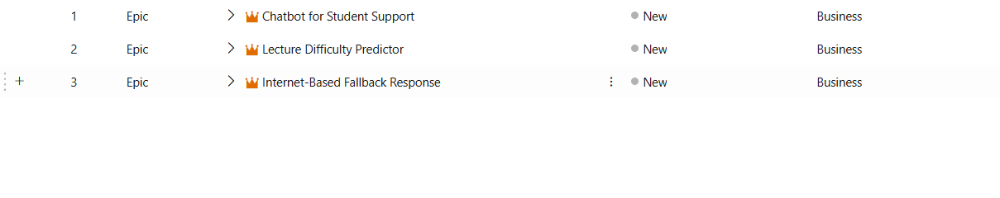 1 Epic Chatbot for Student Support New Business
2 Epic Lecture Difficulty Predictor New Business
3 Epic Internet-Based Fallback Response New Business